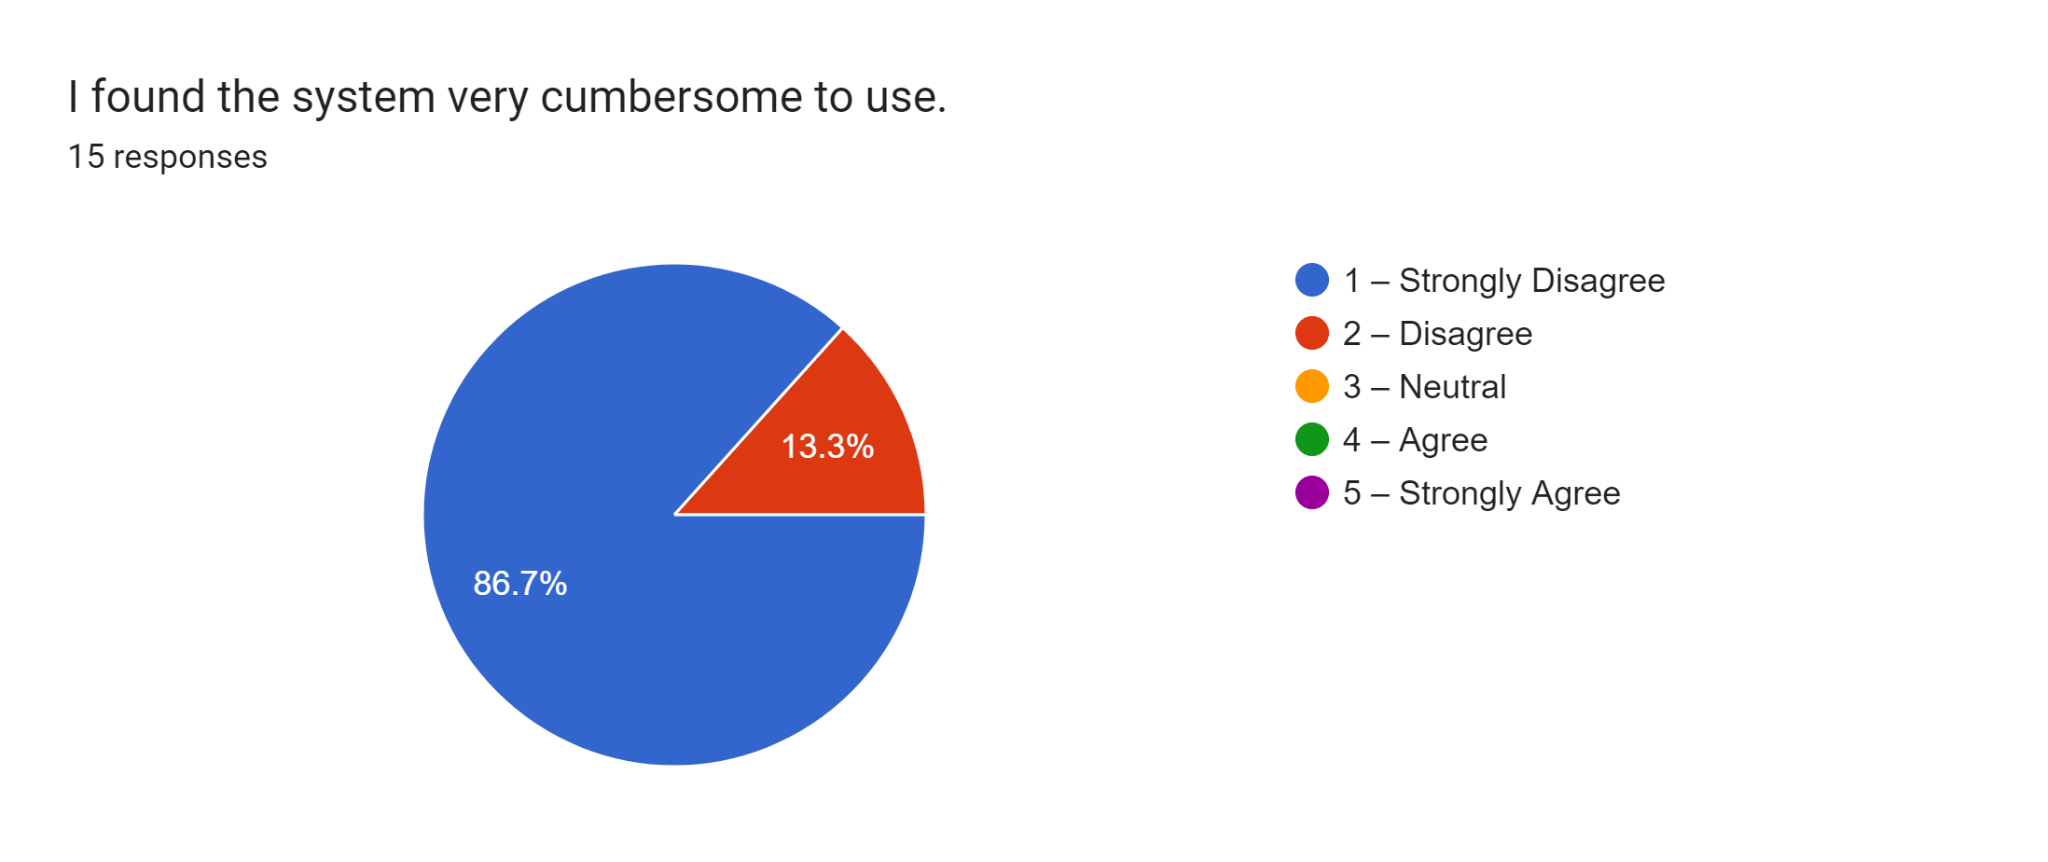 I found the system very cumbersome to use.
15 responses
1 – Strongly Disagree
2 – Disagree
3 – Neutral
4 – Agree
5 – Strongly Agree
13.3%
86.7%